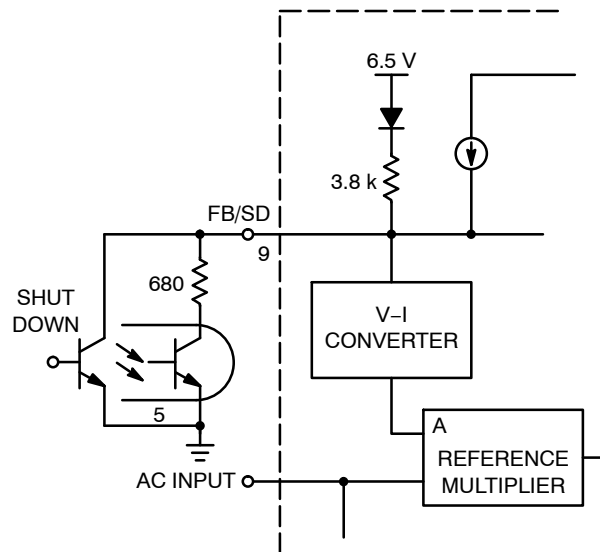 6.5 V
3.8 k
FB/SD
9
680
SHUT
DOWN
V–I
CONVERTER
5
A
REFERENCE
MULTIPLIER
AC INPUT